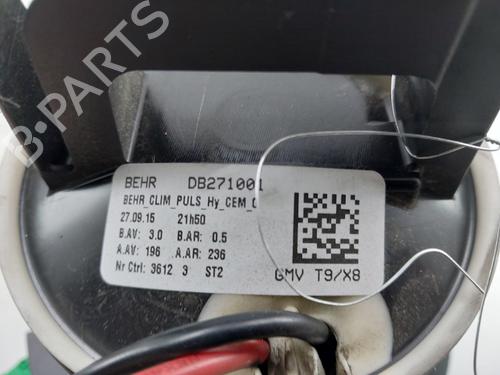 B-PARTS
BEHR DB271001
BEHR_CLIM_PULS_Hy_CEM_C
27.09.15 21h50
B.AV: 3.0 B.AR: 0.5
A.AV: 196 A.AR: 236
Nr Ctrl: 3612 3 ST2
GMV T9/X8